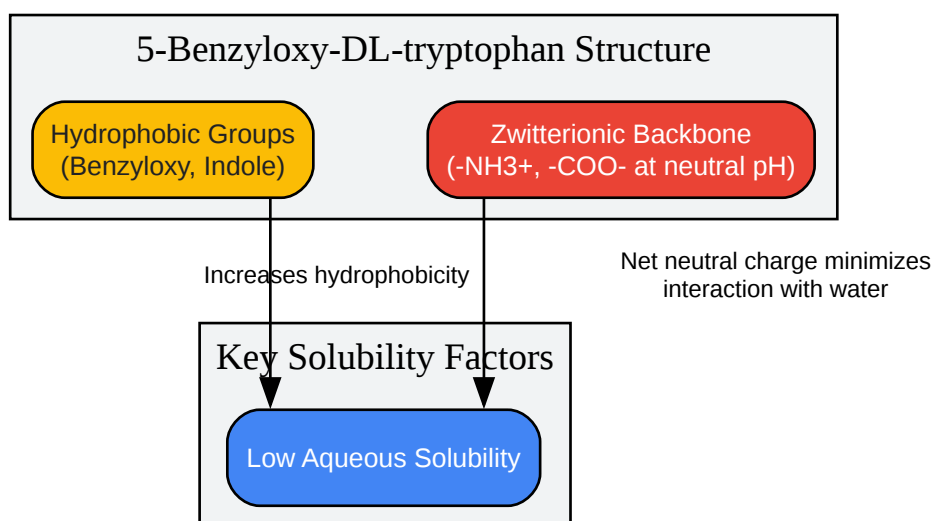 5-Benzyloxy-DL-tryptophan Structure
Hydrophobic Groups
(Benzyloxy, Indole)
Zwitterionic Backbone
(-NH3+, -COO- at neutral pH)
Increases hydrophobicity
Net neutral charge minimizes
interaction with water
Key Solubility Factors
Low Aqueous Solubility